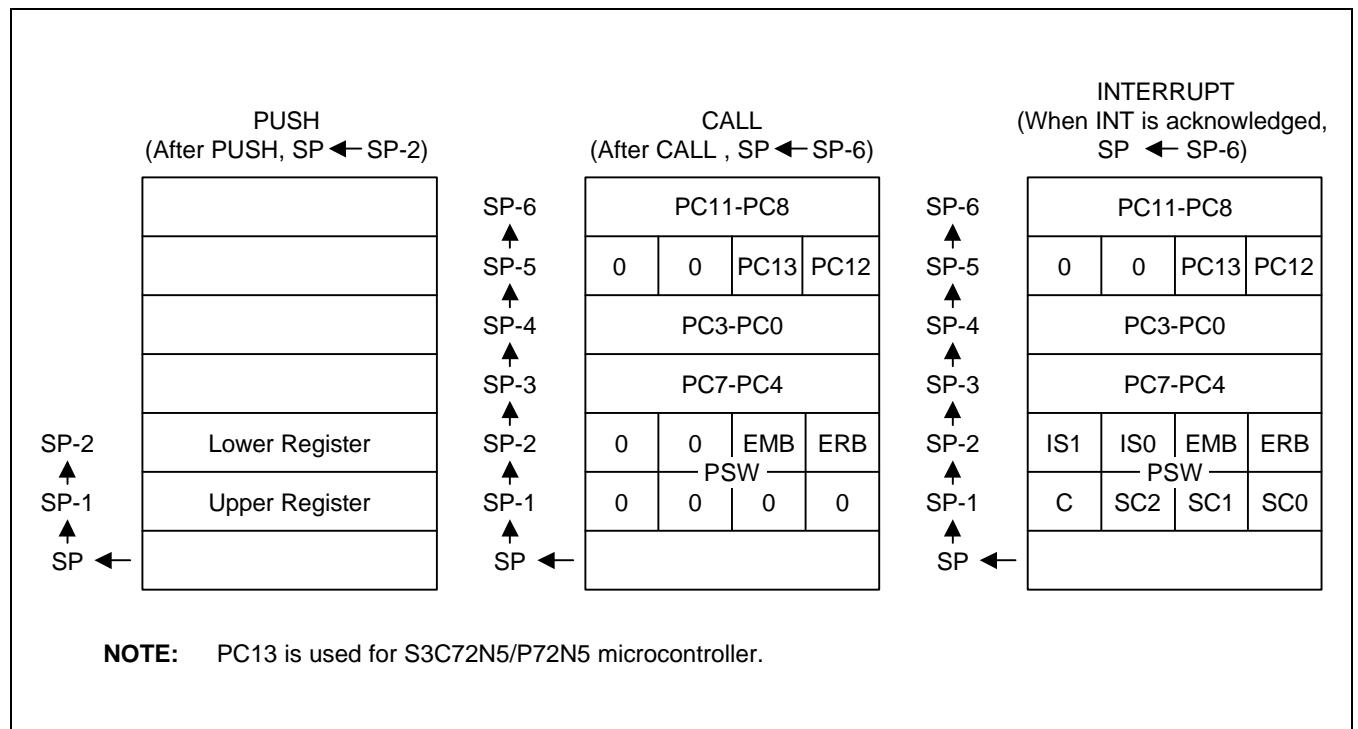 PUSH
(After PUSH, SP ← SP-2)
SP-2
Lower Register
SP-1
Upper Register
SP
CALL
(After CALL , SP ← SP-6)
SP-6
PC11-PC8
SP-5
0 0 PC13 PC12
SP-4
PC3-PC0
SP-3
PC7-PC4
SP-2
0 0 EMB ERB
PSW
SP-1
0 0 0 0
SP
INTERRUPT
(When INT is acknowledged,
SP ← SP-6)
SP-6
PC11-PC8
SP-5
0 0 PC13 PC12
SP-4
PC3-PC0
SP-3
PC7-PC4
SP-2
IS1 IS0 EMB ERB
PSW
SP-1
C SC2 SC1 SC0
SP
NOTE: PC13 is used for S3C72N5/P72N5 microcontroller.